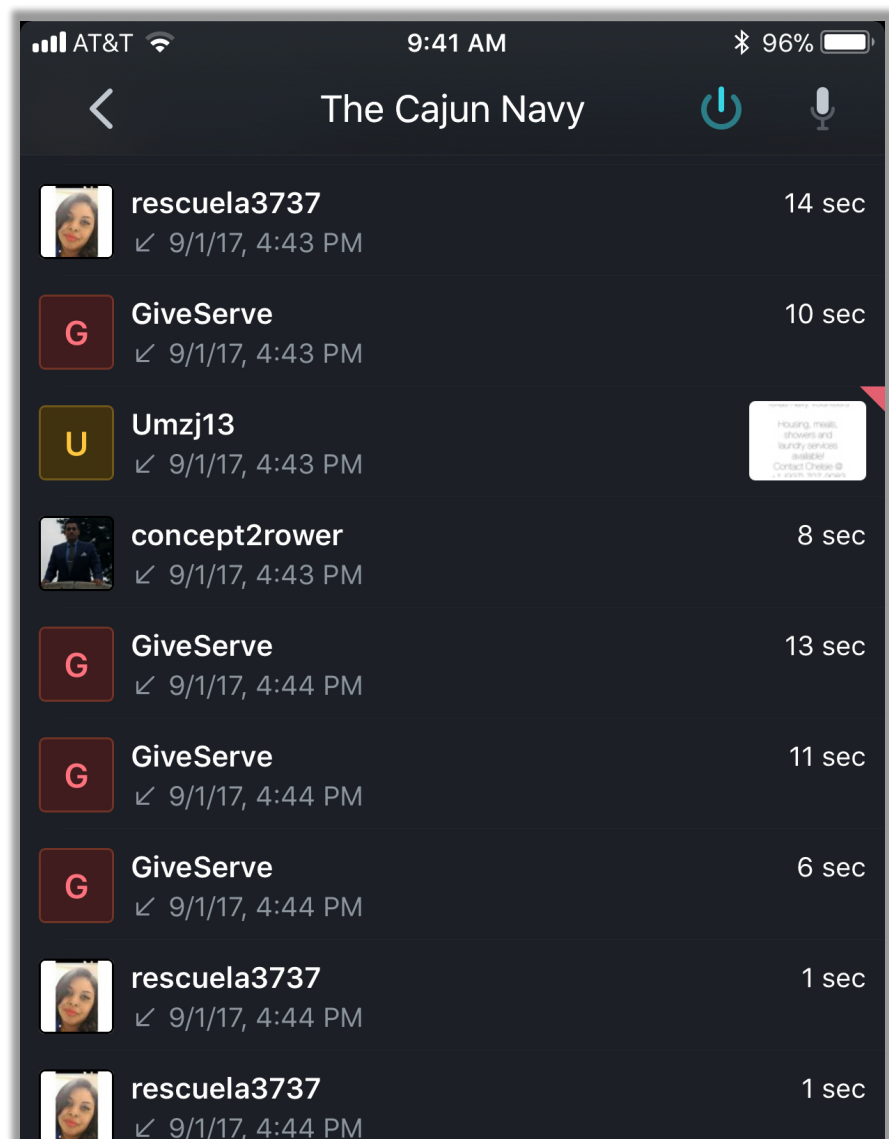 AT&T 9:41 AM 96%
The Cajun Navy
rescuela3737 14 sec
9/1/17, 4:43 PM
G GiveServe 10 sec
9/1/17, 4:43 PM
U Umzj13
9/1/17, 4:43 PM
Housing, meals,
showers and
laundry services
available!
Contact Chelsie @
concept2rower 8 sec
9/1/17, 4:43 PM
G GiveServe 13 sec
9/1/17, 4:44 PM
G GiveServe 11 sec
9/1/17, 4:44 PM
G GiveServe 6 sec
9/1/17, 4:44 PM
rescuela3737 1 sec
9/1/17, 4:44 PM
rescuela3737 1 sec
9/1/17, 4:44 PM